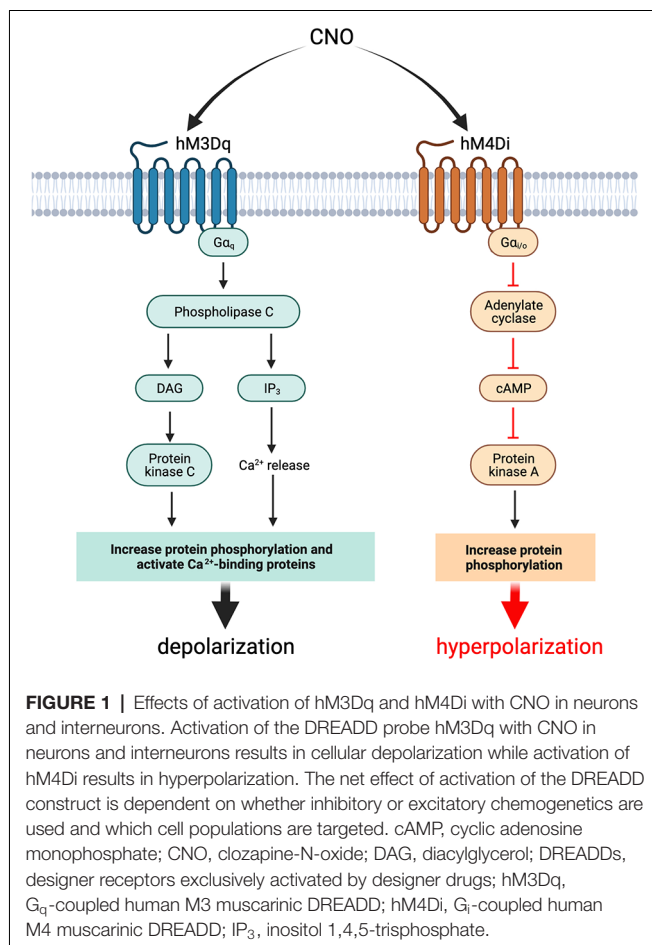 CNO
hM3Dq
hM4Di
Gαq
Gαi/o
Phospholipase C
Adenylate
cyclase
DAG
IP3
cAMP
Protein
kinase C
Ca2+ release
Protein
kinase A
Increase protein phosphorylation and
activate Ca2+-binding proteins
Increase protein
phosphorylation
depolarization
hyperpolarization
FIGURE 1 | Effects of activation of hM3Dq and hM4Di with CNO in neurons
and interneurons. Activation of the DREADD probe hM3Dq with CNO in
neurons and interneurons results in cellular depolarization while activation of
hM4Di results in hyperpolarization. The net effect of activation of the DREADD
construct is dependent on whether inhibitory or excitatory chemogenetics are
used and which cell populations are targeted. cAMP, cyclic adenosine
monophosphate; CNO, clozapine-N-oxide; DAG, diacylglycerol; DREADDs,
designer receptors exclusively activated by designer drugs; hM3Dq,
Gq-coupled human M3 muscarinic DREADD; hM4Di, Gi-coupled human
M4 muscarinic DREADD; IP3, inositol 1,4,5-trisphosphate.